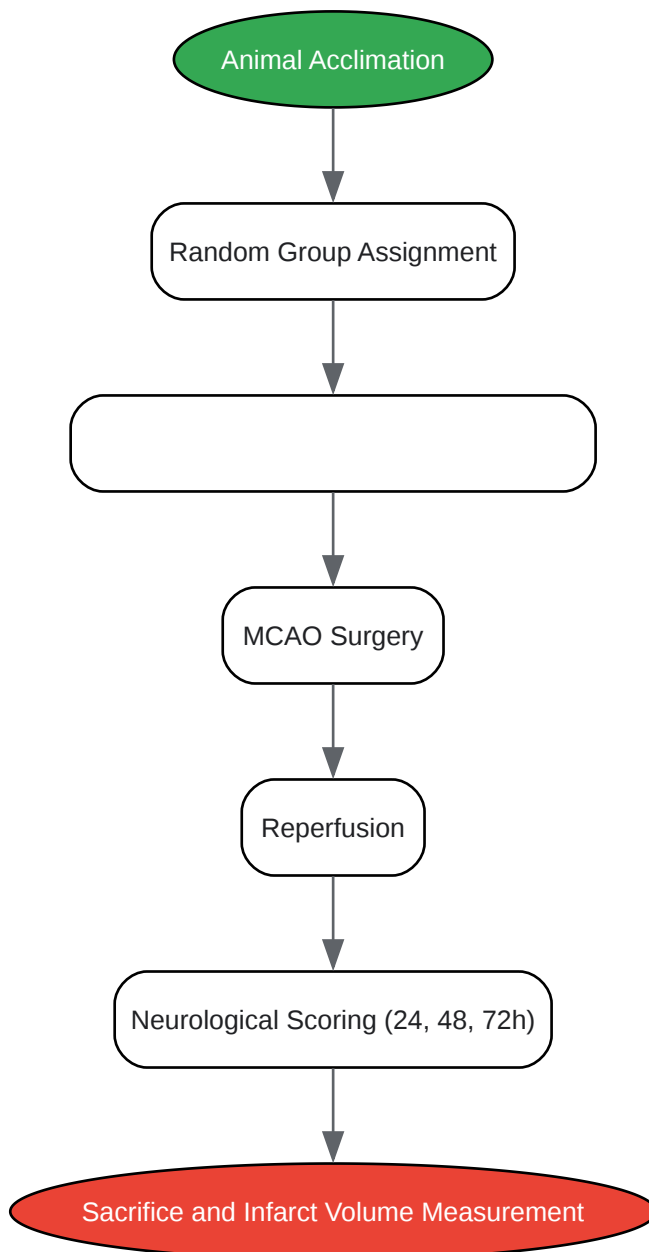 Animal Acclimation
Random Group Assignment
MCAO Surgery
Reperfusion
Neurological Scoring (24, 48, 72h)
Sacrifice and Infarct Volume Measurement